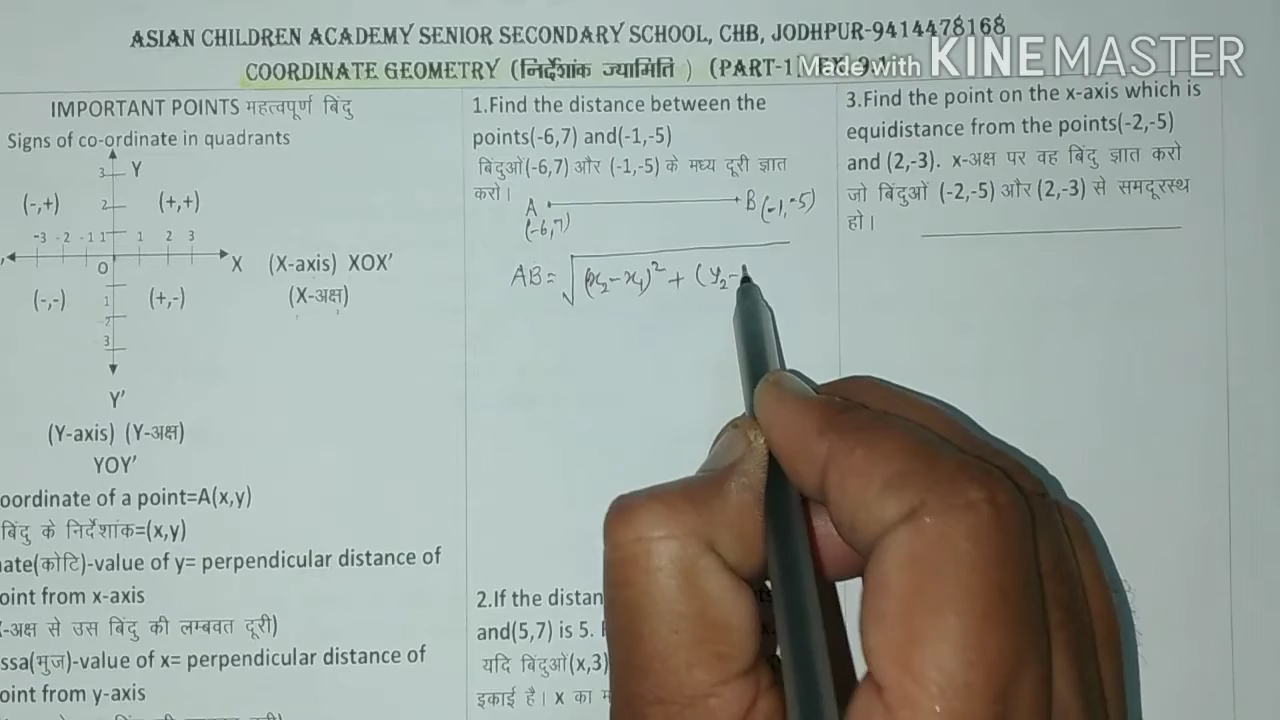 ASIAN CHILDREN ACADEMY SENIOR SECONDARY SCHOOL, CHB, JODHPUR-9414478168
COORDINATE GEOMETRY (निर्देशांक ज्यामिति ) (PART-1
Made with KINEMASTER
IMPORTANT POINTS महत्वपूर्ण बिंदु
Signs of co-ordinate in quadrants
3 Y
(-,+) 2 (+,+)
-3 -2 -1 1 1 2 3
O X (X-axis) XOX'
(-,-) 1 (+,-) (X-अक्ष)
-2
3
Y'
(Y-axis) (Y-अक्ष)
YOY'
oordinate of a point=A(x,y)
बिंदु के निर्देशांक=(x,y)
ate(कोटि)-value of y= perpendicular distance of
oint from x-axis
-अक्ष से उस बिंदु की लम्बवत दूरी)
ssa(मुज)-value of x= perpendicular distance of
oint from y-axis
1.Find the distance between the
points(-6,7) and(-1,-5)
बिंदुओं(-6,7) और (-1,-5) के मध्य दूरी ज्ञात
करो।
A B (-1,-5)
(-6,7)
AB = √(x₂-x₁)² + (y₂-
2.If the distan
and(5,7) is 5.
यदि बिंदुओं(x,3)
इकाई है। x का म
3.Find the point on the x-axis which is
equidistance from the points(-2,-5)
and (2,-3). x-अक्ष पर वह बिंदु ज्ञात करो
जो बिंदुओं (-2,-5) और (2,-3) से समदूरस्थ
हो।